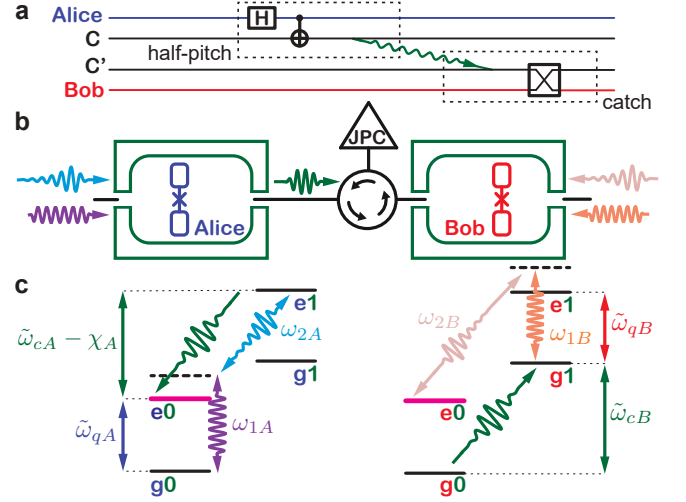 a
Alice
H
C
half-pitch
C'
Bob
catch
b
JPC
Alice
Bob
c
e1
ω̃cA − χA
ω2A
g1
e0
ω̃qA
ω1A
g0
ω2B
e1
ω1B
ω̃qB
g1
e0
ω̃cB
g0